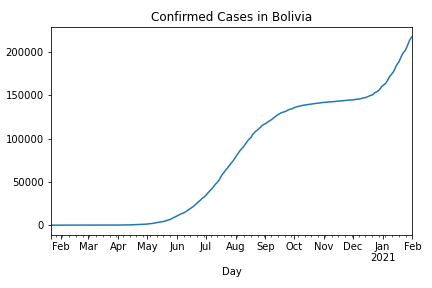 Confirmed Cases in Bolivia
200000
150000
100000
50000
0
Feb Mar Apr May Jun Jul Aug Sep Oct Nov Dec Jan Feb
2021
Day